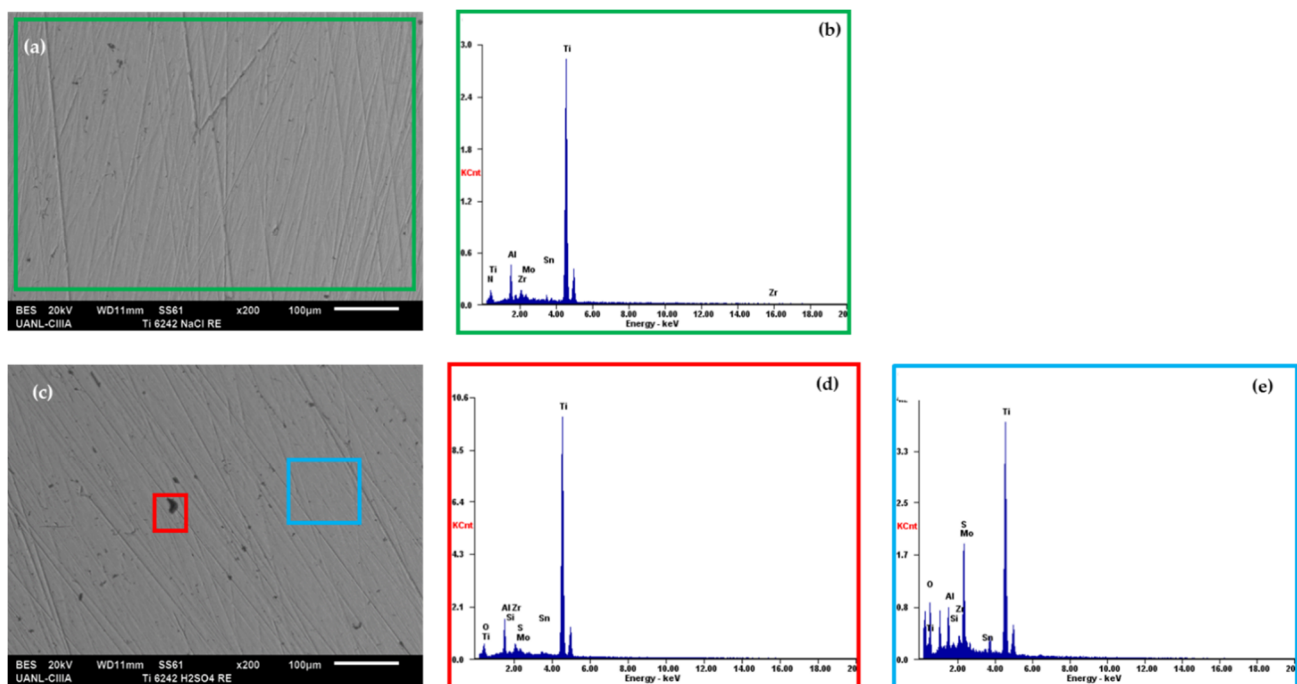 (a)
BES 20kV WD11mm SS61 x200 100μm
UANL-CIIIA Ti 6242 NaCl RE
(b)
3.0
Ti
2.4
1.8
KCnt
1.2
0.6
Al
Sn
Mo
Ti
N Zr
Zr
0.0
2.00 4.00 6.00 8.00 10.00 12.00 14.00 16.00 18.00 20
Energy - keV
(c)
BES 20kV WD11mm SS61 x200 100μm
UANL-CIIIA Ti 6242 H2SO4 RE
(d)
10.6
Ti
8.5
6.4
KCnt
4.3
2.1
Al Zr
Si
Sn
O S
Ti Mo
0.0
2.00 4.00 6.00 8.00 10.00 12.00 14.00 16.00 18.00 20
Energy - keV
(e)
Ti
3.3
2.5
S
KCnt
Mo
1.7
O
0.8
Al
Zr
Si
Ti
Sn
0.0
2.00 4.00 6.00 8.00 10.00 12.00 14.00 16.00 18.00 20
Energy - keV